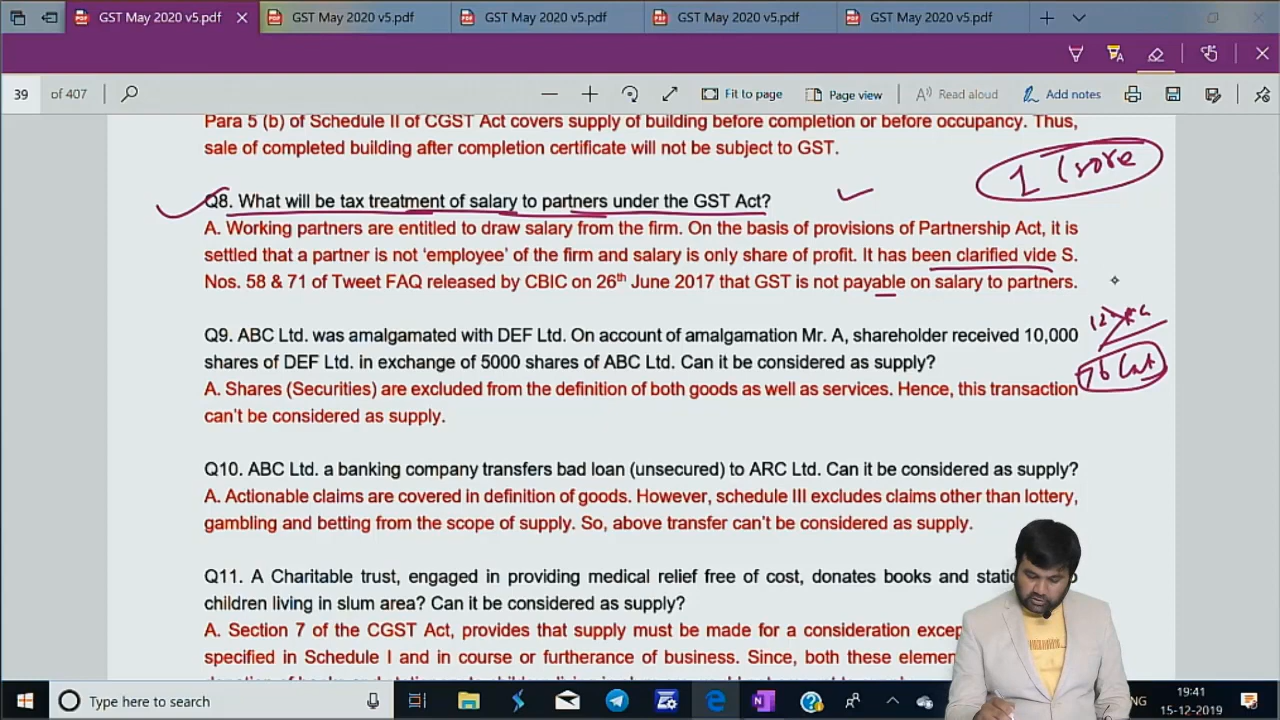 GST May 2020 v5.pdf
GST May 2020 v5.pdf
GST May 2020 v5.pdf
GST May 2020 v5.pdf
GST May 2020 v5.pdf
39 of 407
Fit to page
Page view
Read aloud
Add notes
Para 5 (b) of Schedule II of CGST Act covers supply of building before completion or before occupancy. Thus,
sale of completed building after completion certificate will not be subject to GST.
1 Crore
Q8. What will be tax treatment of salary to partners under the GST Act?
A. Working partners are entitled to draw salary from the firm. On the basis of provisions of Partnership Act, it is
settled that a partner is not ‘employee’ of the firm and salary is only share of profit. It has been clarified vide S.
Nos. 58 & 71 of Tweet FAQ released by CBIC on 26th June 2017 that GST is not payable on salary to partners.
Q9. ABC Ltd. was amalgamated with DEF Ltd. On account of amalgamation Mr. A, shareholder received 10,000
shares of DEF Ltd. in exchange of 5000 shares of ABC Ltd. Can it be considered as supply?
A. Shares (Securities) are excluded from the definition of both goods as well as services. Hence, this transaction
can’t be considered as supply.
Q10. ABC Ltd. a banking company transfers bad loan (unsecured) to ARC Ltd. Can it be considered as supply?
A. Actionable claims are covered in definition of goods. However, schedule III excludes claims other than lottery,
gambling and betting from the scope of supply. So, above transfer can’t be considered as supply.
Q11. A Charitable trust, engaged in providing medical relief free of cost, donates books and
children living in slum area? Can it be considered as supply?
A. Section 7 of the CGST Act, provides that supply must be made for a consideration
specified in Schedule I and in course or furtherance of business. Since, both these
Type here to search
19:41
15-12-2019